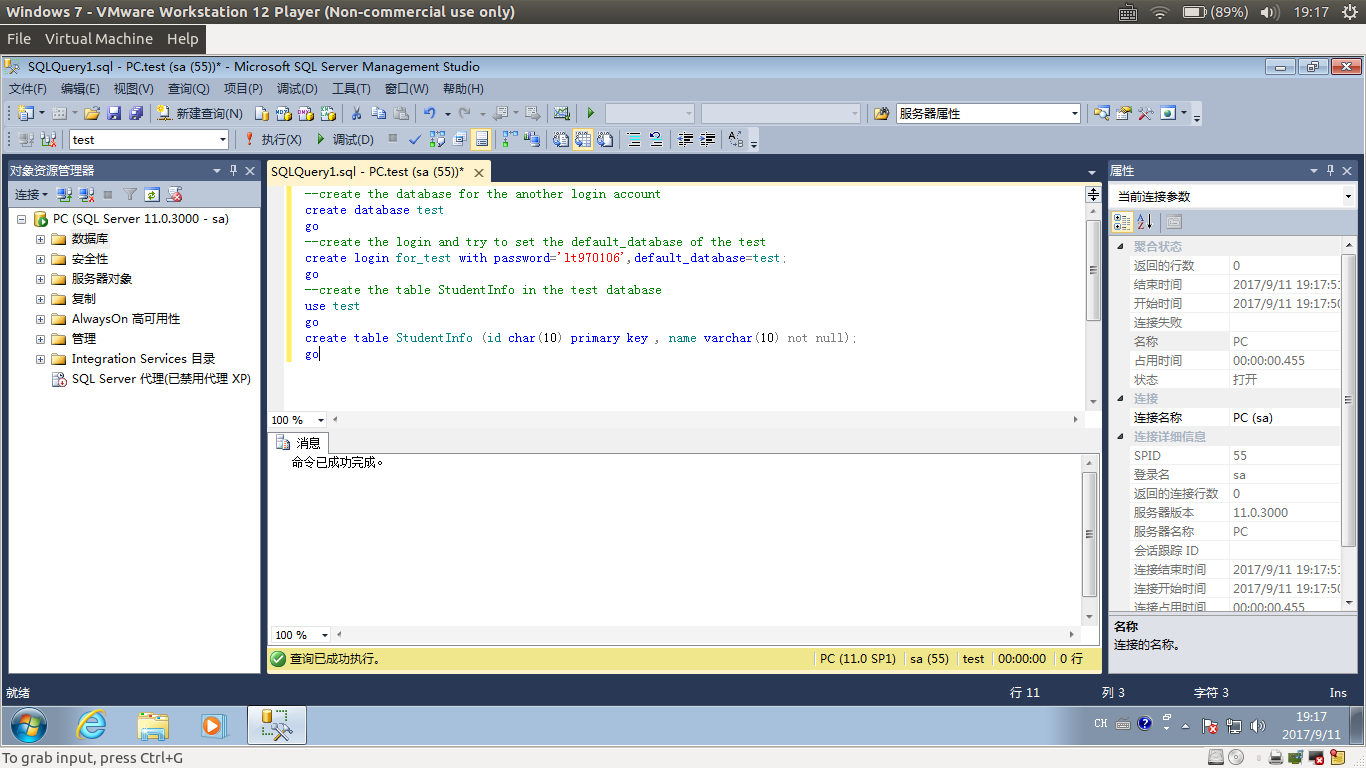 Windows 7 - VMware Workstation 12 Player (Non-commercial use only)
(89%)
19:17
File Virtual Machine Help
SQLQuery1.sql - PC.test (sa (55))* - Microsoft SQL Server Management Studio
文件(F) 编辑(E) 视图(V) 查询(Q) 项目(P) 调试(D) 工具(T) 窗口(W) 帮助(H)
新建查询(N)
服务器属性
test
执行(X)
调试(D)
对象资源管理器
连接
PC (SQL Server 11.0.3000 - sa)
数据库
安全性
服务器对象
复制
AlwaysOn 高可用性
管理
Integration Services 目录
SQL Server 代理(已禁用代理 XP)
SQLQuery1.sql - PC.test (sa (55))*
--create the database for the another login account
create database test
go
--create the login and try to set the default_database of the test
create login for_test with password='lt970106',default_database=test;
go
--create the table StudentInfo in the test database
use test
go
create table StudentInfo (id char(10) primary key , name varchar(10) not null);
go
100 %
消息
命令已成功完成。
100 %
查询已成功执行。
PC (11.0 SP1)
sa (55)
test
00:00:00
0 行
属性
当前连接参数
聚合状态
返回的行数 0
结束时间 2017/9/11 19:17:51
开始时间 2017/9/11 19:17:50
连接失败
名称 PC
占用时间 00:00:00.455
状态 打开
连接
连接名称 PC (sa)
连接详细信息
SPID 55
登录名 sa
返回的连接行数 0
服务器版本 11.0.3000
服务器名称 PC
会话跟踪 ID
连接结束时间 2017/9/11 19:17:51
连接开始时间 2017/9/11 19:17:50
连接占用时间 00:00:00.455
名称
连接的名称。
就绪
行 11
列 3
字符 3
Ins
CH
19:17
2017/9/11
To grab input, press Ctrl+G